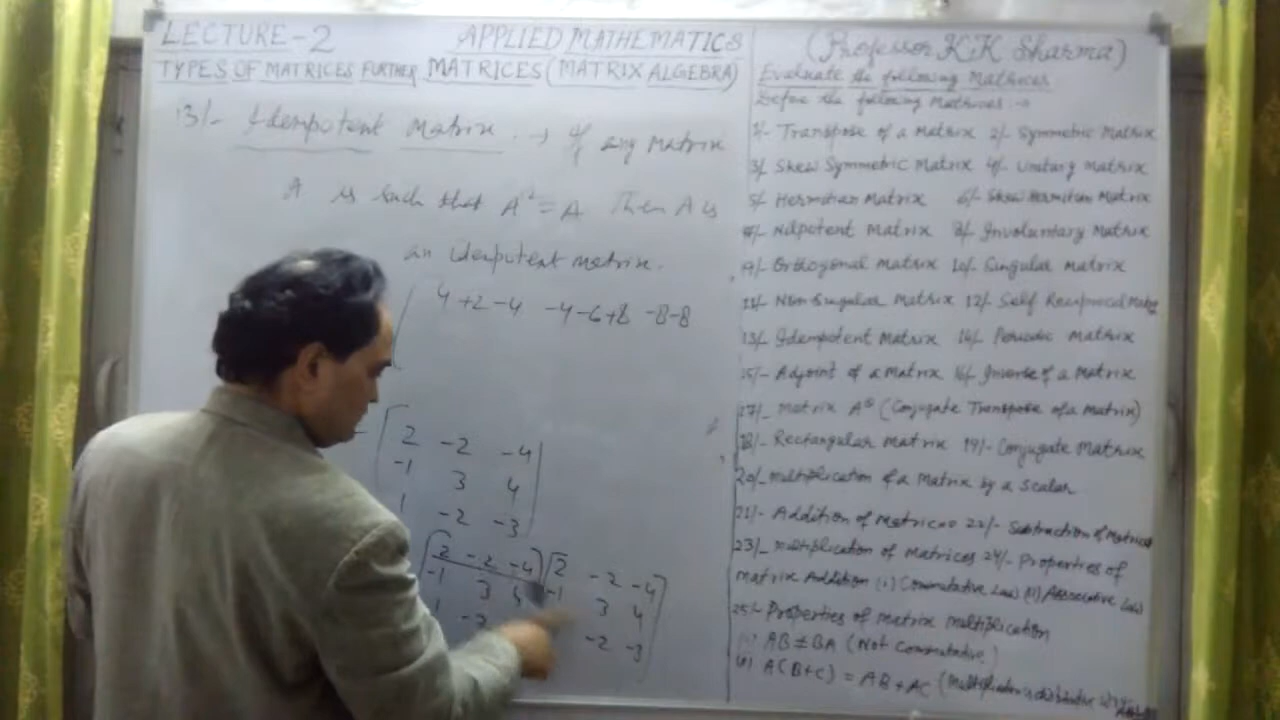 LECTURE-2 APPLIED MATHEMATICS
TYPES OF MATRICES FURTHER MATRICES (MATRIX ALGEBRA)
13/- Idempotent Matrix. → If any Matrix
A is such that A² = A Then A is
an idempotent matrix.
4+2-4 -4-6+8 -8-8
2 -2 -4
-1 3 4
1 -2 -3
2 -2 -4 2 -2 -4
-1 3 4 -1 3 4
1 -2 -2 -3
(Professor K.K Sharma)
Evaluate the following Matrices
Define the following Matrices :→
1/- Transpose of a Matrix 2/- Symmetric Matrix
3/- Skew Symmetric Matrix 4/- Unitary matrix
5/- Hermitian Matrix 6/- Skew Hermitian Matrix
7/- Nilpotent Matrix 8/- Involuntary Matrix
9/- Orthogonal Matrix 10/- Singular Matrix
11/- Non Singular Matrix 12/- Self Reciprocal Matrix
13/- Idempotent Matrix 14/- Periodic Matrix
15/- Adjoint of a Matrix 16/- Inverse of a Matrix
17/- Matrix A^θ (Conjugate Transpose of a Matrix)
18/- Rectangular Matrix 19/- Conjugate Matrix
20/- Multiplication of a Matrix by a Scalar
21/- Addition of Matrices 22/- Subtraction of Matrices
23/- Multiplication of Matrices 24/- Properties of
Matrix Addition (i) Commutative Law (ii) Associative Law
25/- Properties of matrix Multiplication
(i) AB ≠ BA (Not Commutative)
(ii) A(B+C) = AB + AC (Multiplication is distributive